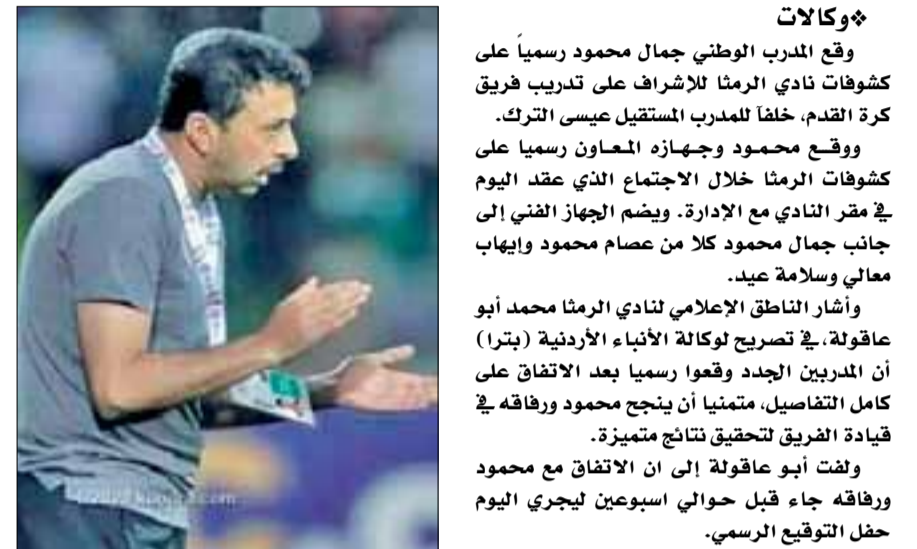 ❖وكالات
وقع المدرب الوطني جمال محمود رسمياً على
كشوفات نادي الرمثا للإشراف على تدريب فريق
كرة القدم، خلفاً للمدرب المستقيل عيسى الترك.
ووقع محمود وجهازه المعاون رسميا على
كشوفات الرمثا خلال الاجتماع الذي عقد اليوم
في مقر النادي مع الإدارة. ويضم الجهاز الفني إلى
جانب جمال محمود كلا من عصام محمود وإيهاب
معالي وسلامة عيد.
وأشار الناطق الإعلامي لنادي الرمثا محمد أبو
عاقولة، في تصريح لوكالة الأنباء الأردنية (بترا)
أن المدربين الجدد وقعوا رسميا بعد الاتفاق على
كامل التفاصيل، متمنيا أن ينجح محمود ورفاقه في
قيادة الفريق لتحقيق نتائج متميزة.
ولفت أبو عاقولة إلى ان الاتفاق مع محمود
ورفاقه جاء قبل حوالي اسبوعين ليجري اليوم
حفل التوقيع الرسمي.